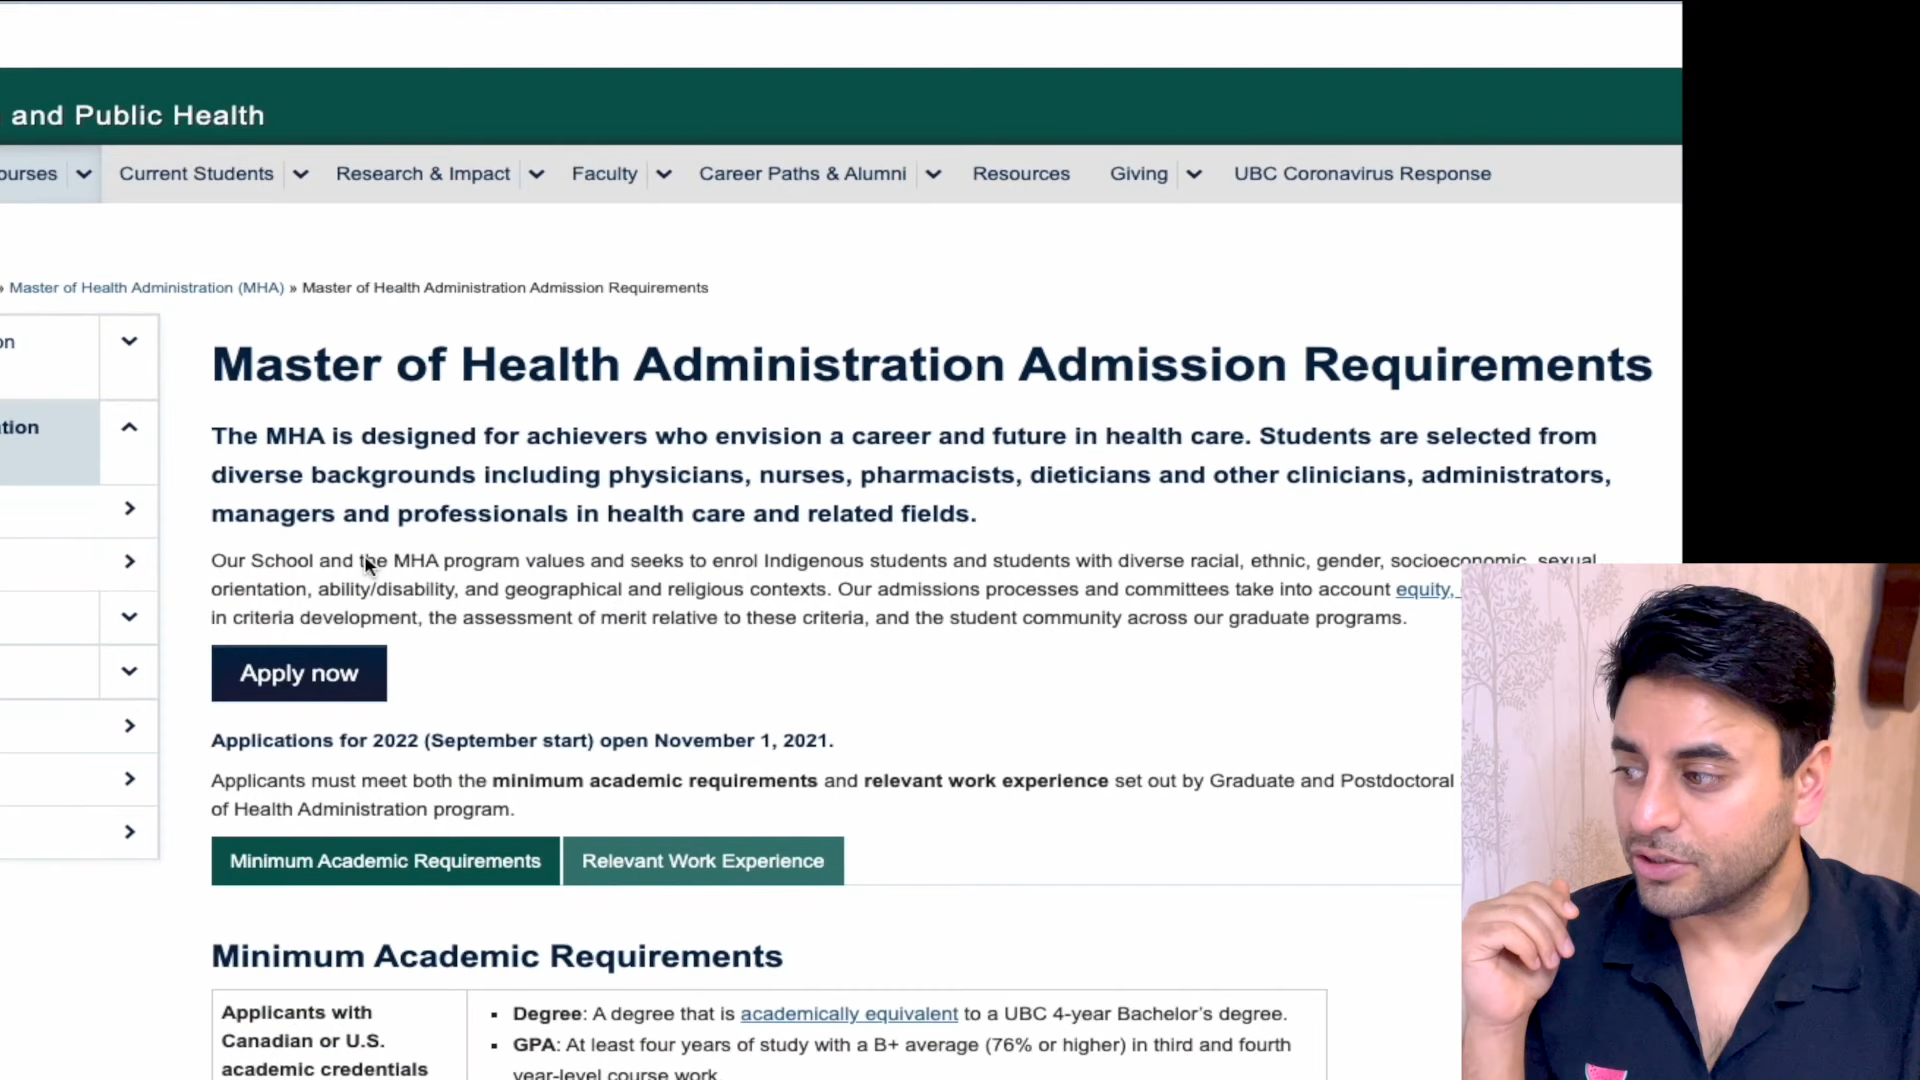 and Public Health
ourses Current Students Research & Impact Faculty Career Paths & Alumni Resources Giving UBC Coronavirus Response
» Master of Health Administration (MHA) » Master of Health Administration Admission Requirements
on
tion
Master of Health Administration Admission Requirements
The MHA is designed for achievers who envision a career and future in health care. Students are selected from
diverse backgrounds including physicians, nurses, pharmacists, dieticians and other clinicians, administrators,
managers and professionals in health care and related fields.
Our School and the MHA program values and seeks to enrol Indigenous students and students with diverse racial, ethnic, gender, socioeconomic, sexual
orientation, ability/disability, and geographical and religious contexts. Our admissions processes and committees take into account equity,
in criteria development, the assessment of merit relative to these criteria, and the student community across our graduate programs.
Apply now
Applications for 2022 (September start) open November 1, 2021.
Applicants must meet both the minimum academic requirements and relevant work experience set out by Graduate and Postdoctoral
of Health Administration program.
Minimum Academic Requirements Relevant Work Experience
Minimum Academic Requirements
Applicants with
Canadian or U.S.
academic credentials
▪ Degree: A degree that is academically equivalent to a UBC 4-year Bachelor's degree.
▪ GPA: At least four years of study with a B+ average (76% or higher) in third and fourth
year-level course work.